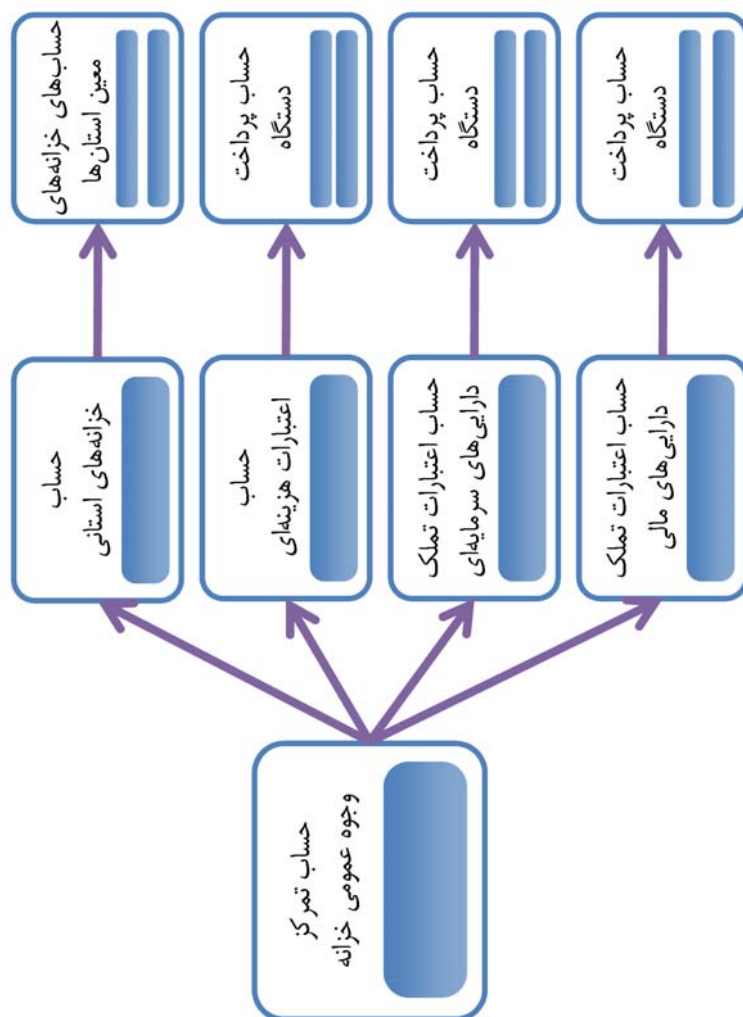 حساب‌های خزانه‌های
معین استان‌ها
حساب پرداخت
دستگاه
حساب پرداخت
دستگاه
حساب پرداخت
دستگاه
حساب
خزانه‌های استانی
حساب
اعتبارات هزینه‌ای
حساب اعتبارات تملک
دارایی‌های سرمایه‌ای
حساب اعتبارات تملک
دارایی‌های مالی
حساب تمرکز
وجوه عمومی خزانه